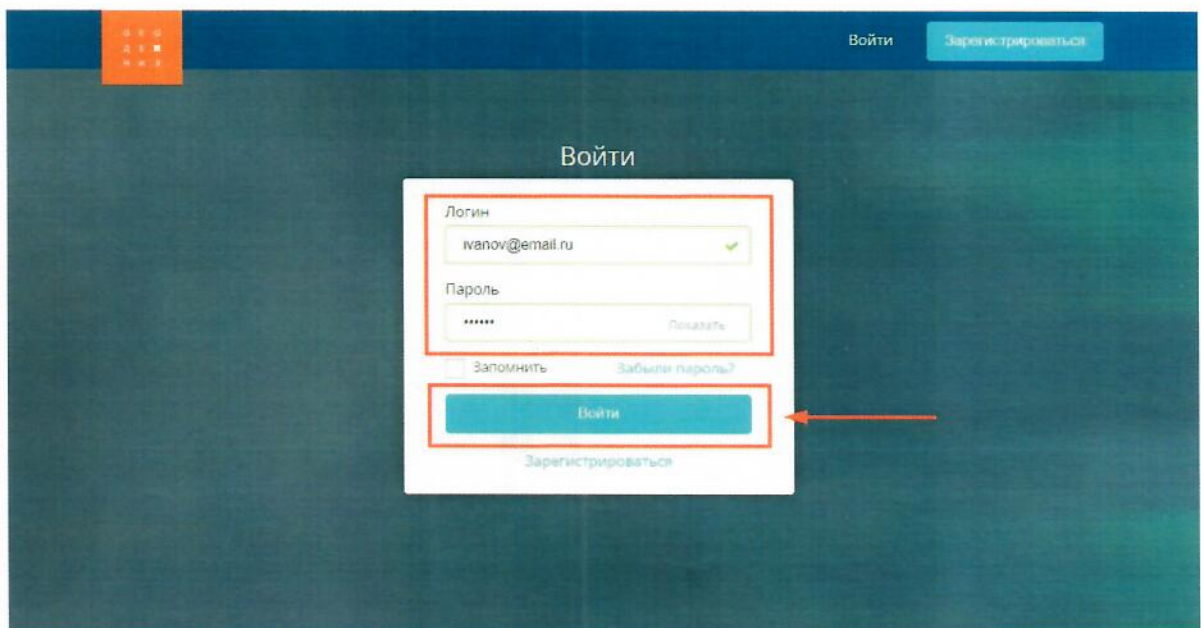 Войти
Зарегистрироваться
Войти
Логин
ivanov@email.ru
Пароль
••••••
Показать
Запомнить
Забыли пароль?
Войти
Зарегистрироваться